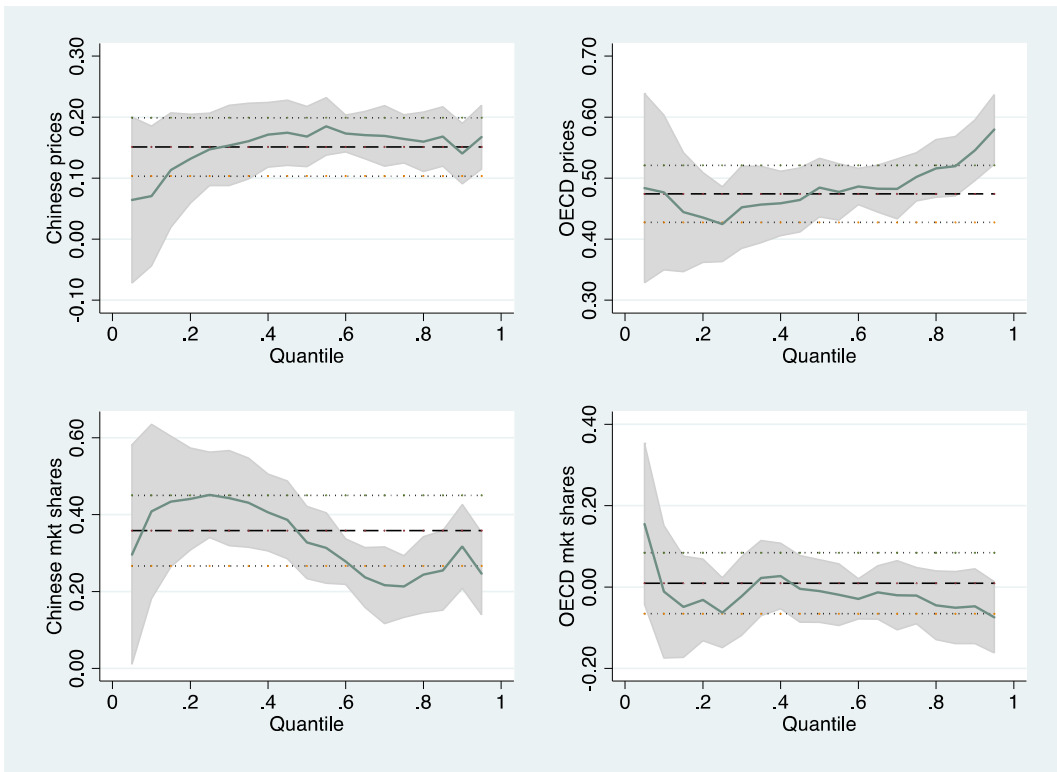 Chinese prices
0.30
0.20
0.10
0.00
-0.10
0 .2 .4 .6 .8 1
Quantile
OECD prices
0.70
0.60
0.50
0.40
0.30
0 .2 .4 .6 .8 1
Quantile
Chinese mkt shares
0.60
0.40
0.20
0.00
0 .2 .4 .6 .8 1
Quantile
OECD mkt shares
0.40
0.20
0.00
-0.20
0 .2 .4 .6 .8 1
Quantile